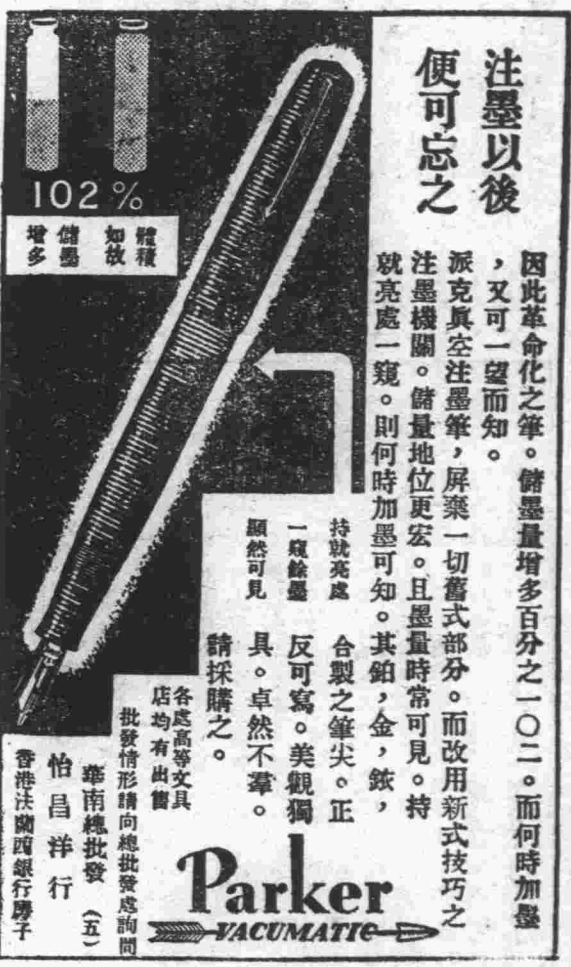 注墨以後
便可忘之
因此革命化之筆。儲墨量增多百分之一〇二。而何時加墨
，又可一望而知。
派克眞空注墨筆，屏棄一切舊式部分。而改用新式技巧之
注墨機關。儲量地位更宏。且墨量時常可見。持
就亮處一窺。則何時加墨可知。其鉑，金，銥，
合製之筆尖。正
反可寫。美觀獨
具。卓然不羣。
請採購之。
102%
體積
如故
儲墨
增多
持就亮處
一窺餘墨
顯然可見
各處高等文具
店均有出售
批發情形請向總批發處詢問
華南總批發 (五)
怡昌洋行
香港法蘭西銀行房子
Parker
VACUMATIC